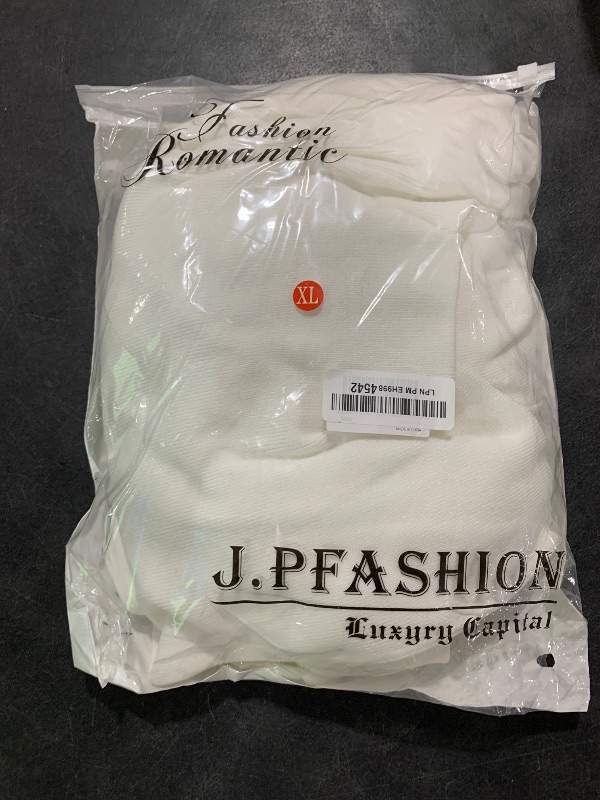 Fashion
Romantic
XL
LPN PM EH998 4542
J.PFASHION
Luxyry Capital